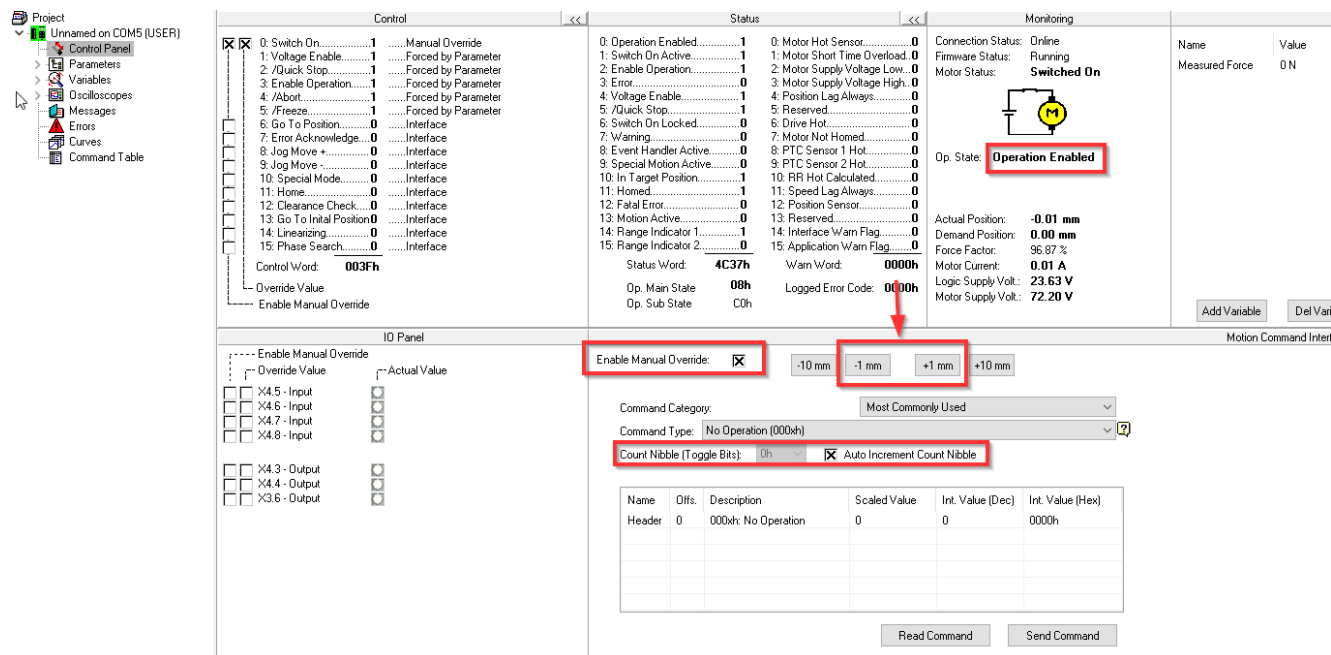 Project
Unnamed on COM5 (USER)
Control Panel
Parameters
Variables
Oscilloscopes
Messages
Errors
Curves
Command Table
Control <<
0: Switch On..............1 ......Manual Override
1: Voltage Enable.........1 ......Forced by Parameter
2: /Quick Stop............1 ......Forced by Parameter
3: Enable Operation.......1 ......Forced by Parameter
4: /Abort.................1 ......Forced by Parameter
5: /Freeze................1 ......Forced by Parameter
6: Go To Position.........0 ......Interface
7: Error Acknowledge....0 ......Interface
8: Jog Move +.............0 ......Interface
9: Jog Move -.............0 ......Interface
10: Special Mode..........0 ......Interface
11: Home..................0 ......Interface
12: Clearance Check.....0 ......Interface
13: Go To Inital Position 0 ......Interface
14: Linearizing...........0 ......Interface
15: Phase Search..........0 ......Interface
Control Word: 003Fh
Override Value
Enable Manual Override
Status <<
0: Operation Enabled..............1 0: Motor Hot Sensor..............0
1: Switch On Active...............1 1: Motor Short Time Overload..0
2: Enable Operation...............1 2: Motor Supply Voltage Low...0
3: Error..........................0 3: Motor Supply Voltage High..0
4: Voltage Enable.................1 4: Position Lag Always...........0
5: /Quick Stop....................1 5: Reserved......................0
6: Switch On Locked...............0 6: Drive Hot.....................0
7: Warning........................0 7: Motor Not Homed...............0
8: Event Handler Active...........0 8: PTC Sensor 1 Hot..............0
9: Special Motion Active..........0 9: PTC Sensor 2 Hot..............0
10: In Target Position............1 10: RR Hot Calculated............0
11: Homed.........................1 11: Speed Lag Always.............0
12: Fatal Error...................0 12: Position Sensor..............0
13: Motion Active.................0 13: Reserved.....................0
14: Range Indicator 1.............1 14: Interface Warn Flag..........0
15: Range Indicator 2.............0 15: Application Warn Flag........0
Status Word: 4C37h Warn Word: 0000h
Op. Main State 08h Logged Error Code: 0000h
Op. Sub State C0h
Monitoring
Connection Status: Online
Firmware Status: Running
Motor Status: Switched On
M
Op. State: Operation Enabled
Actual Position: -0.01 mm
Demand Position: 0.00 mm
Force Factor: 96.87 %
Motor Current: 0.01 A
Logic Supply Volt.: 23.63 V
Motor Supply Volt.: 72.20 V
Name Value
Measured Force 0 N
Add Variable Del Vari
IO Panel
Enable Manual Override
Override Value Actual Value
X4.5 - Input
X4.6 - Input
X4.7 - Input
X4.8 - Input
X4.3 - Output
X4.4 - Output
X3.6 - Output
Motion Command Inter
Enable Manual Override: -10 mm -1 mm +1 mm +10 mm
Command Category: Most Commonly Used
Command Type: No Operation (000xh) ?
Count Nibble (Toggle Bits): 0h Auto Increment Count Nibble
Name Offs. Description Scaled Value Int. Value (Dec) Int. Value (Hex)
Header 0 000xh: No Operation 0 0 0000h
Read Command Send Command